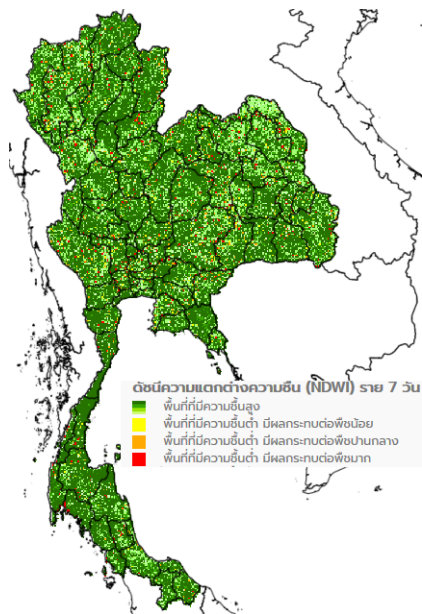 ดัชนีความแตกต่างความชื้น (NDWI) ราย 7 วัน
พื้นที่ที่มีความชื้นสูง
พื้นที่ที่มีความชื้นต่ำ มีผลกระทบต่อพืชน้อย
พื้นที่ที่มีความชื้นต่ำ มีผลกระทบต่อพืชปานกลาง
พื้นที่ที่มีความชื้นต่ำ มีผลกระทบต่อพืชมาก